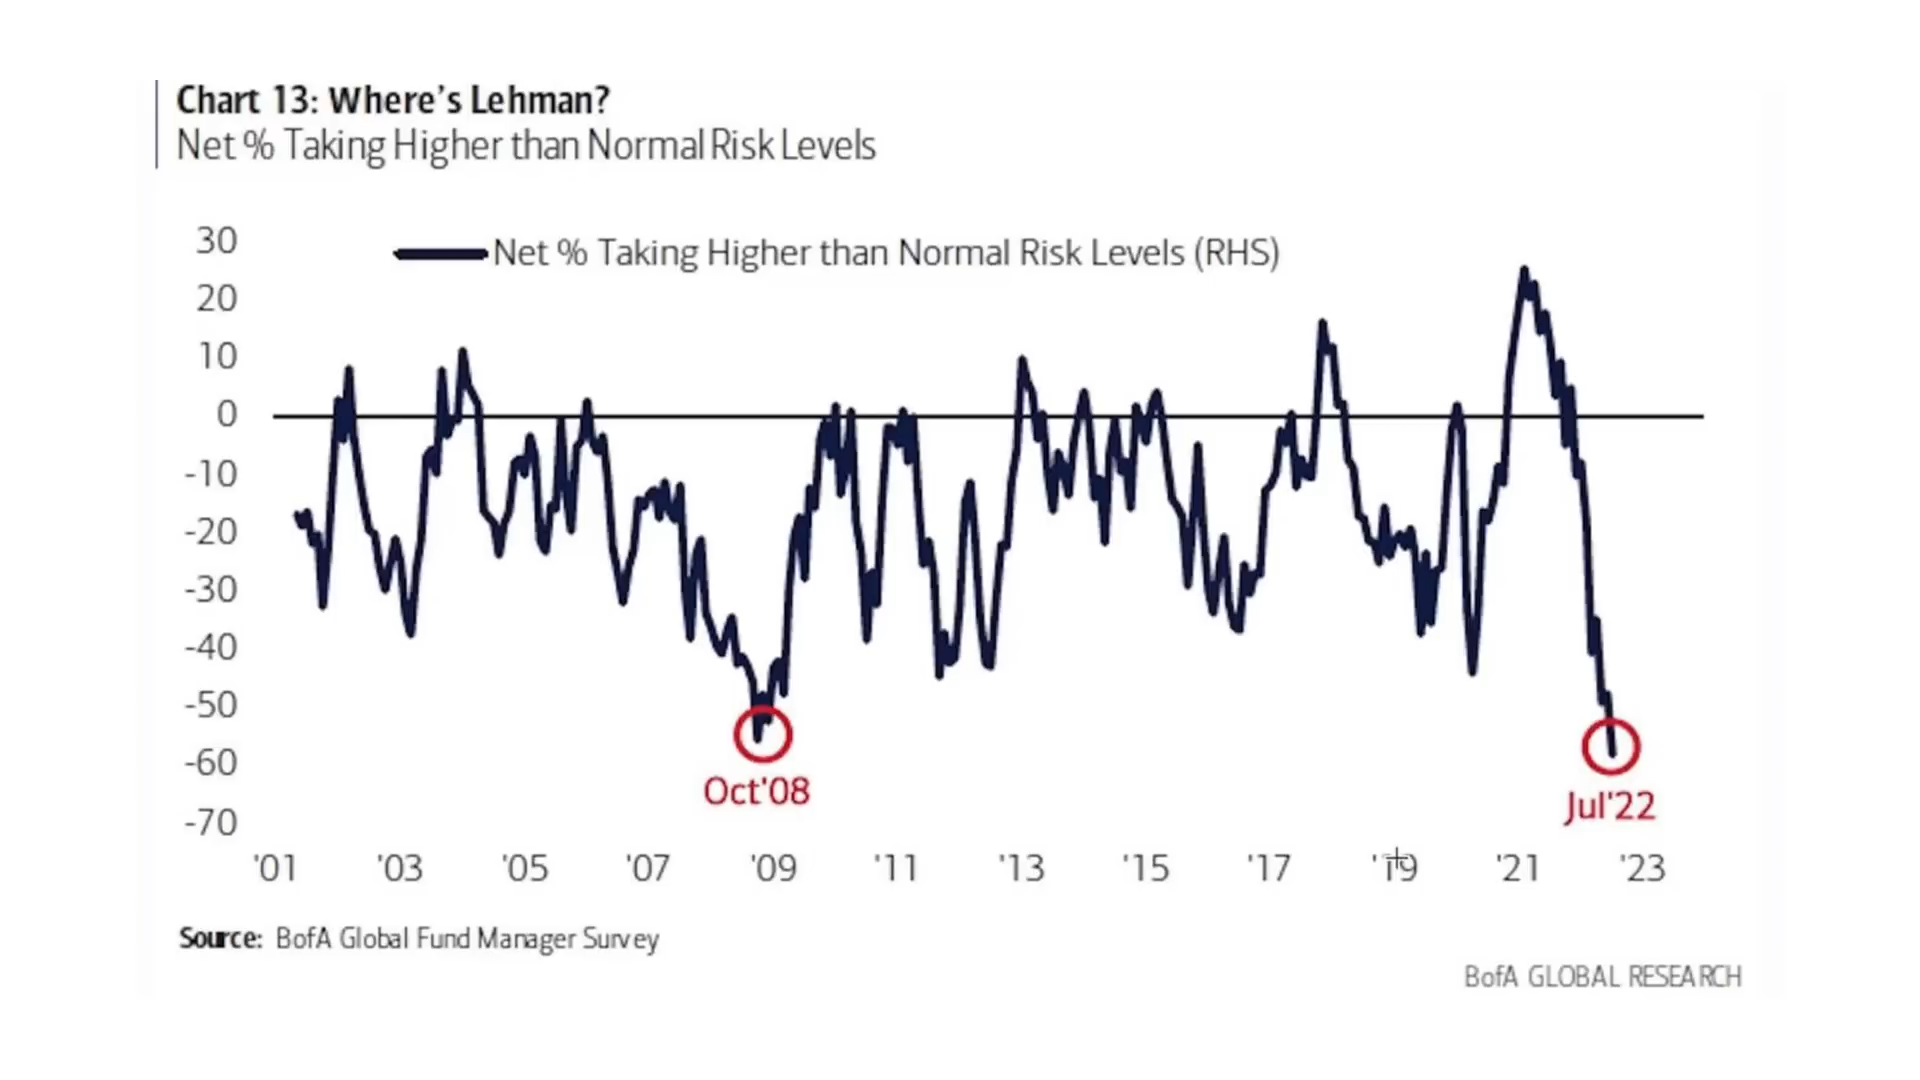 Chart 13: Where's Lehman?
Net % Taking Higher than Normal Risk Levels
Net % Taking Higher than Normal Risk Levels (RHS)
30
20
10
0
-10
-20
-30
-40
-50
-60
-70
Oct'08
Jul'22
'01 '03 '05 '07 '09 '11 '13 '15 '17 '19 '21 '23
Source: BofA Global Fund Manager Survey
BofA GLOBAL RESEARCH